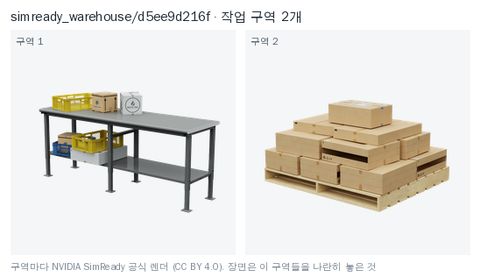 simready_warehouse/d5ee9d216f · 작업 구역 2개
구역 1
구역 2
구역마다 NVIDIA SimReady 공식 렌더 (CC BY 4.0). 장면은 이 구역들을 나란히 놓은 것